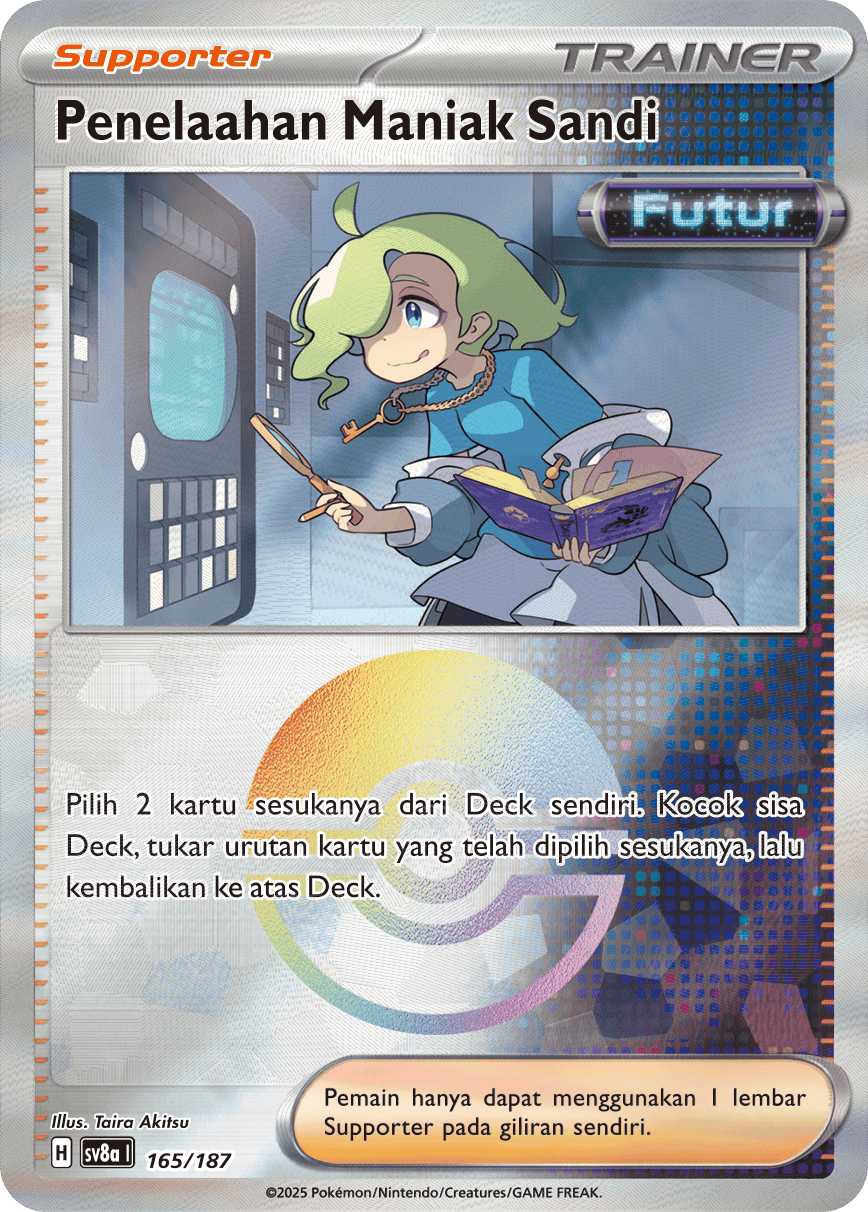 Supporter
TRAINER
Penelaahan Maniak Sandi
Futur
Pilih 2 kartu sesukanya dari Deck sendiri. Kocok sisa
Deck, tukar urutan kartu yang telah dipilih sesukanya, lalu
kembalikan ke atas Deck.
Pemain hanya dapat menggunakan 1 lembar
Supporter pada giliran sendiri.
Illus. Taira Akitsu
H sv8a I 165/187
©2025 Pokémon/Nintendo/Creatures/GAME FREAK.